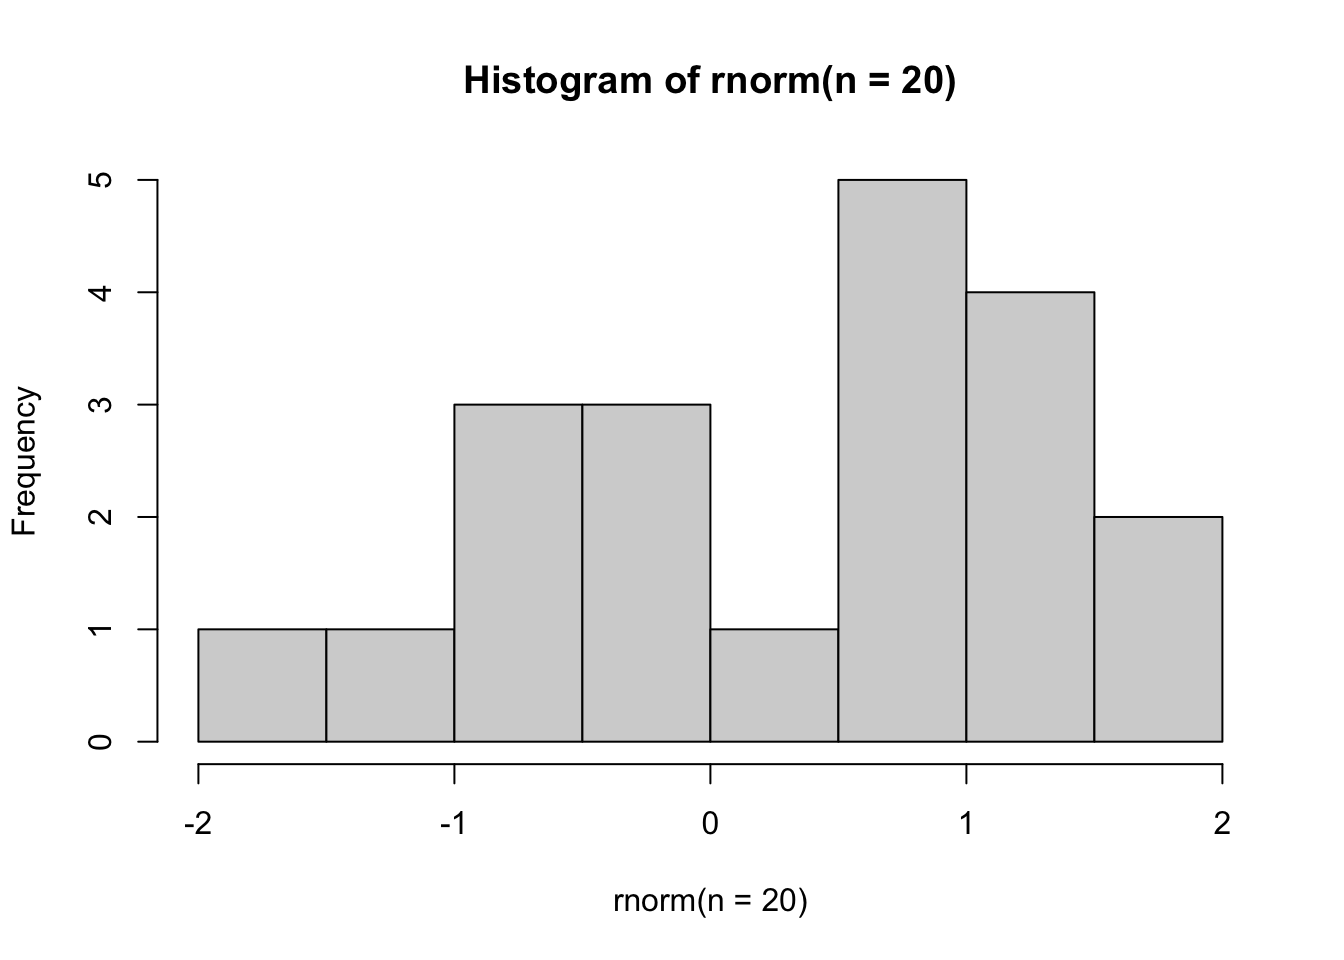 Histogram of rnorm(n = 20)
Frequency
5
4
3
2
1
0
-2 -1 0 1 2
rnorm(n = 20)